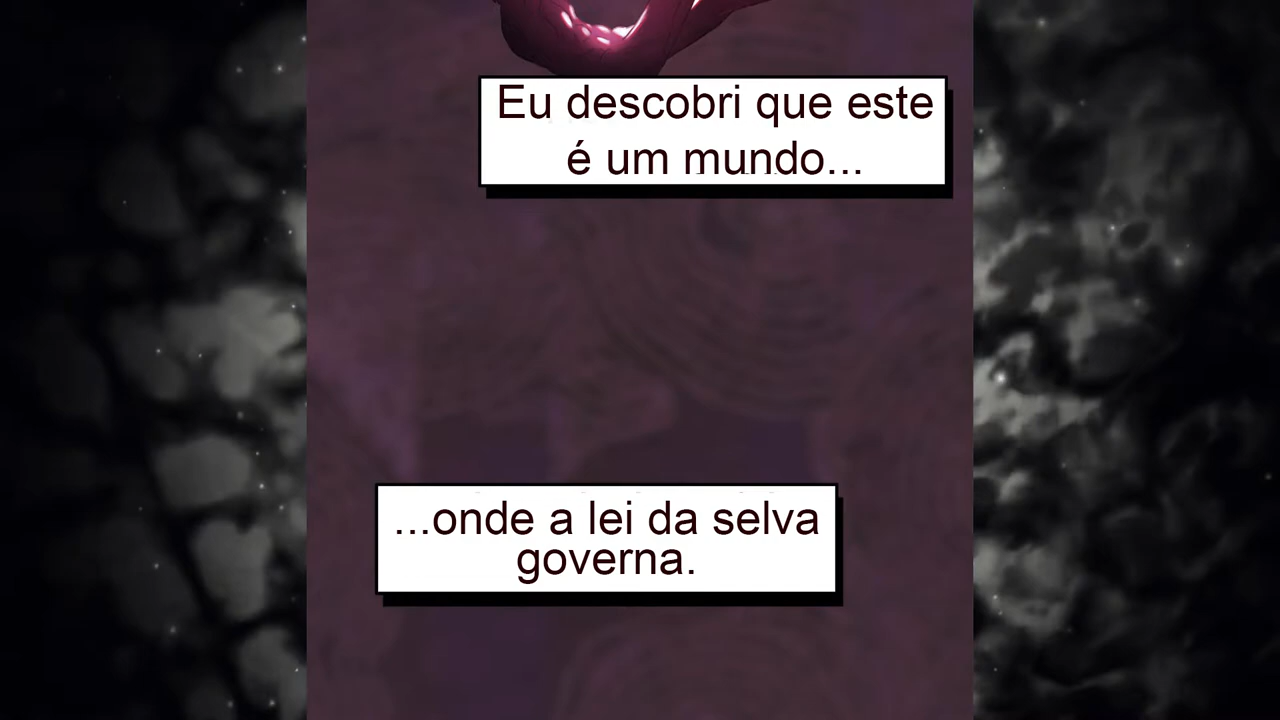 Eu descobri que este
é um mundo...
...onde a lei da selva
governa.